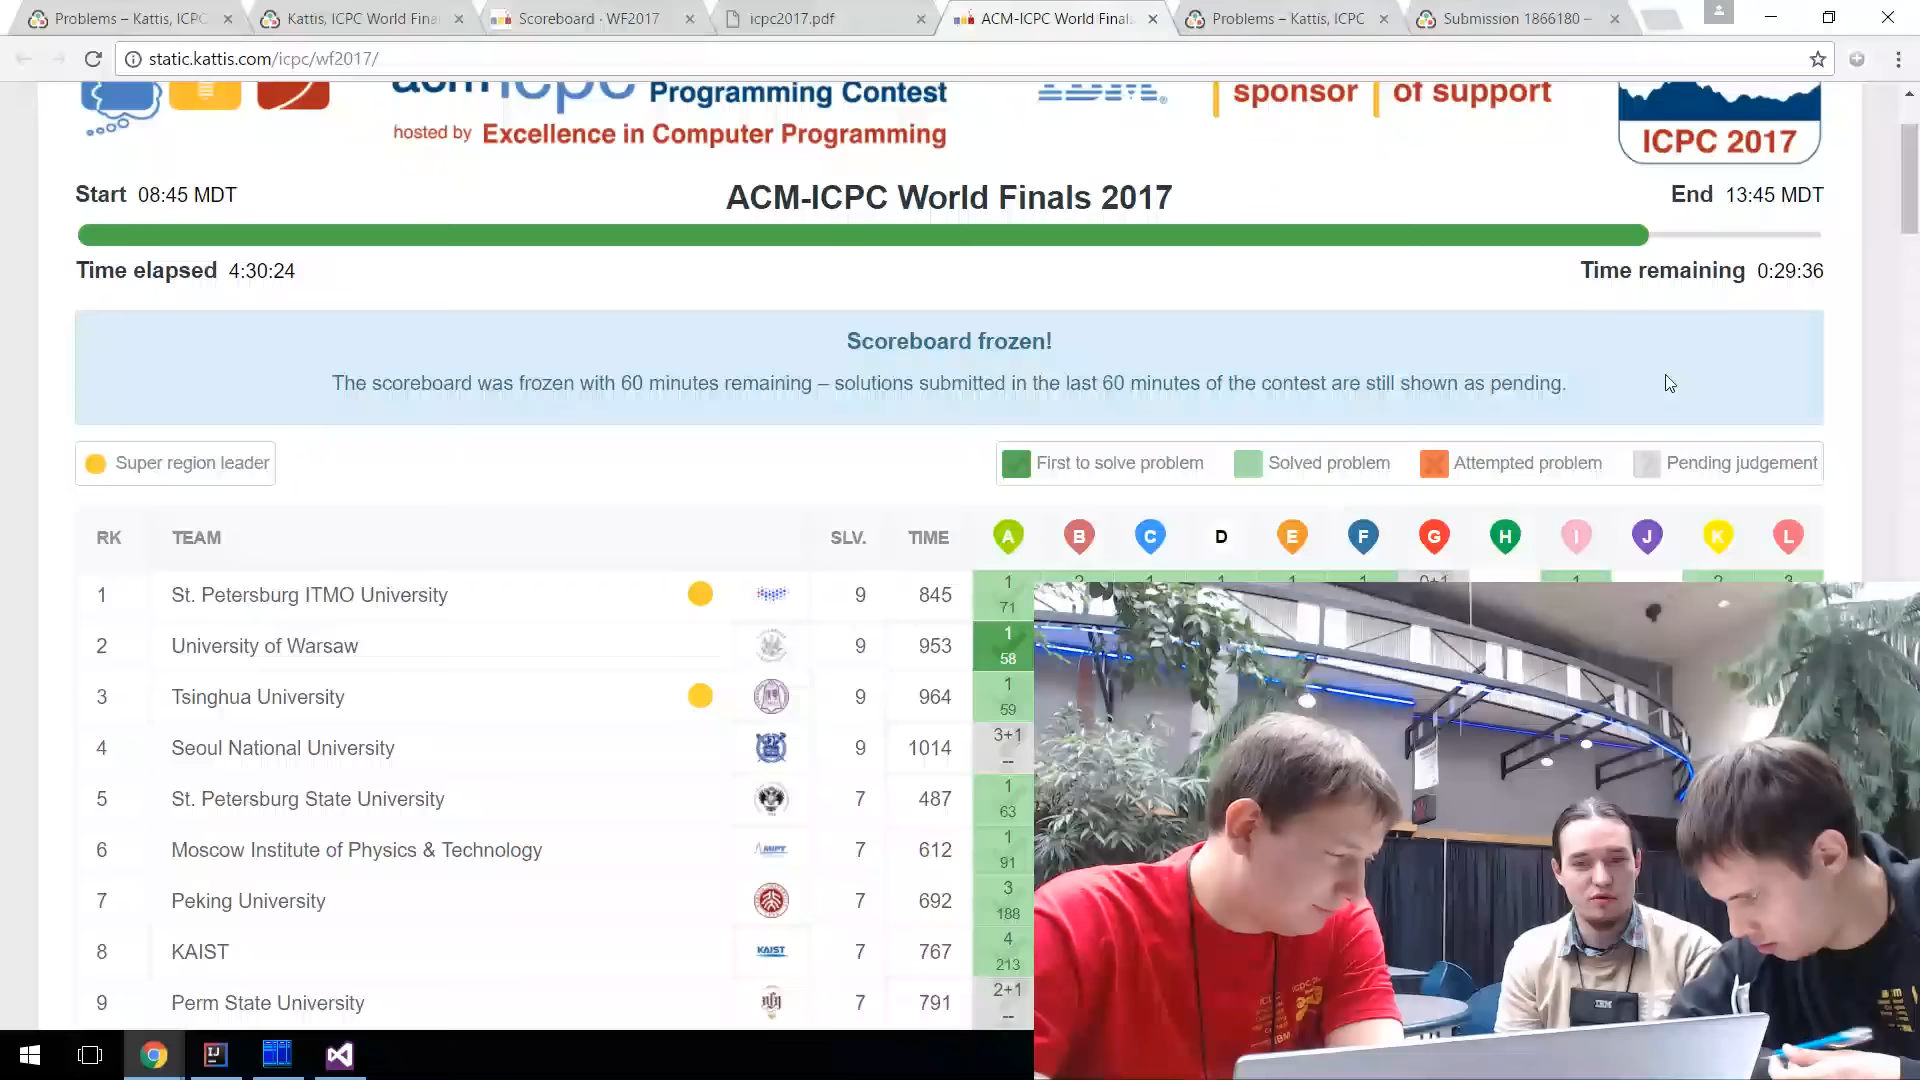 Problems – Kattis, ICPC
Kattis, ICPC World Fina
Scoreboard · WF2017
icpc2017.pdf
ACM-ICPC World Finals
Problems – Kattis, ICPC
Submission 1866180 –
static.kattis.com/icpc/wf2017/
acm icpc Programming Contest
hosted by Excellence in Computer Programming
IBM®
sponsor
of support
ICPC 2017
Start 08:45 MDT
ACM-ICPC World Finals 2017
End 13:45 MDT
Time elapsed 4:30:24
Time remaining 0:29:36
Scoreboard frozen!
The scoreboard was frozen with 60 minutes remaining – solutions submitted in the last 60 minutes of the contest are still shown as pending.
Super region leader
First to solve problem
Solved problem
Attempted problem
Pending judgement
RK TEAM SLV. TIME A B C D E F G H I J K L
1 St. Petersburg ITMO University 9 845 1
71
2 University of Warsaw 9 953 1
58
3 Tsinghua University 9 964 1
59
4 Seoul National University 9 1014 3+1
--
5 St. Petersburg State University 7 487 1
63
6 Moscow Institute of Physics & Technology 7 612 1
91
7 Peking University 7 692 3
188
8 KAIST KAIST 7 767 4
213
9 Perm State University 7 791 2+1
--
IJ
IBM